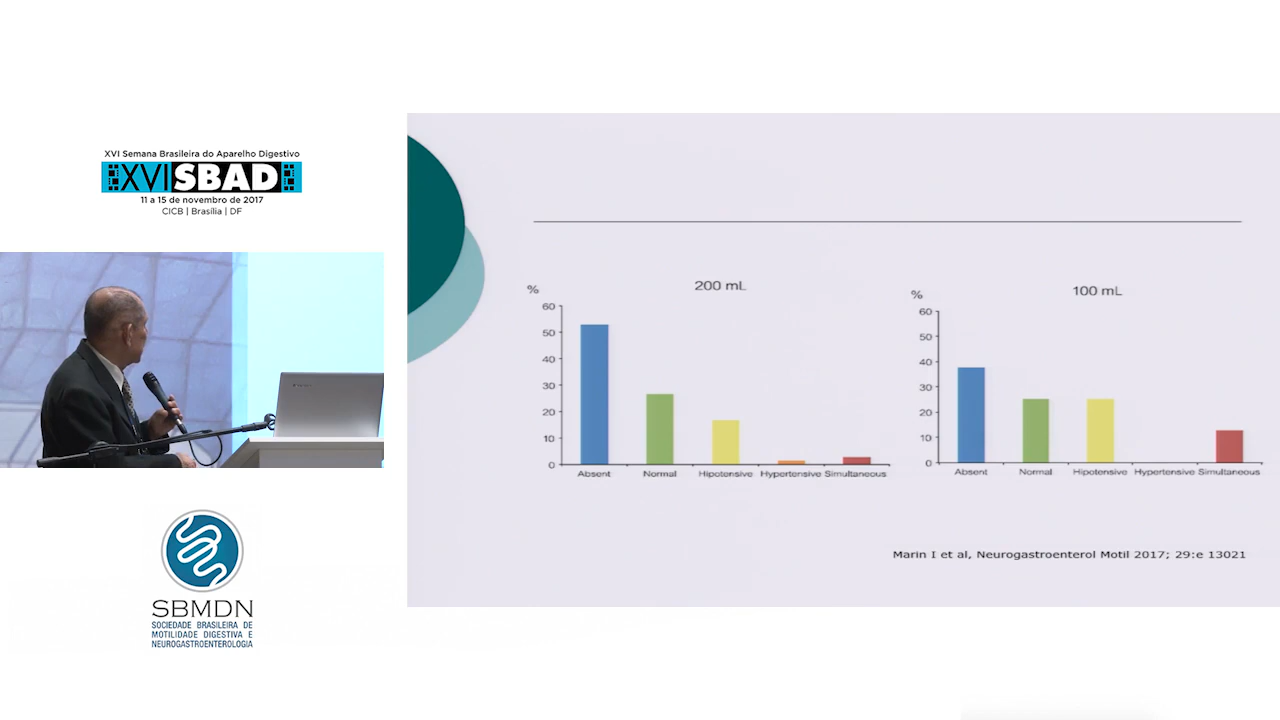 XVI Semana Brasileira do Aparelho Digestivo
XVI SBAD
11 a 15 de novembro de 2017
CICB | Brasília | DF
SBMDN
SOCIEDADE BRASILEIRA DE
MOTILIDADE DIGESTIVA E
NEUROGASTROENTEROLOGIA
200 mL
%
60
50
40
30
20
10
0
Absent Normal Hipotensive Hypertensive Simultaneous
100 mL
%
60
50
40
30
20
10
0
Absent Normal Hipotensive Hypertensive Simultaneous
Marin I et al, Neurogastroenterol Motil 2017; 29:e 13021